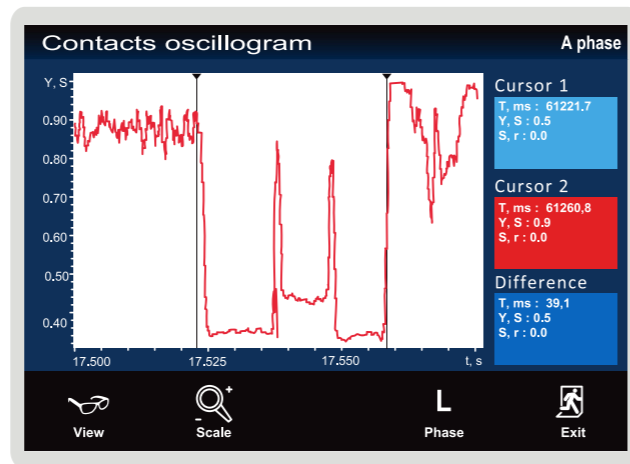 Contacts oscillogram
A phase
Y, S
0.90
0.80
0.70
0.60
0.50
0.40
17.500
17.525
17.550
t, s
Cursor 1
T, ms : 61221.7
Y, S : 0.5
S, r : 0.0
Cursor 2
T, ms : 61260,8
Y, S : 0.9
S, r : 0.0
Difference
T, ms : 39,1
Y, S : 0.5
S, r : 0.0
View
Scale
L
Phase
Exit